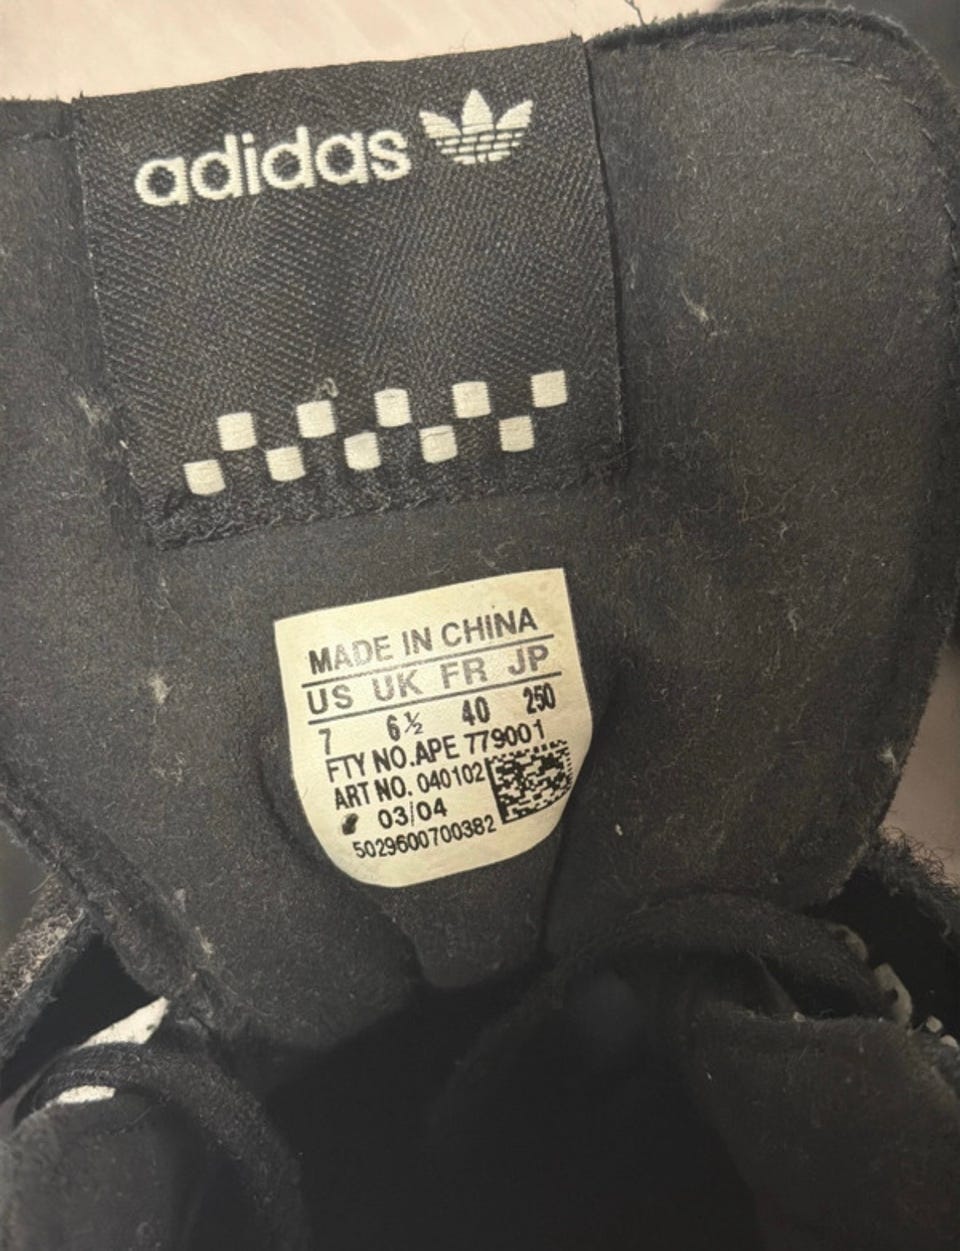 adidas
MADE IN CHINA
US UK FR JP
7 6½ 40 250
FTY NO.APE 779001
ART NO. 040102
03/04
5029600700382